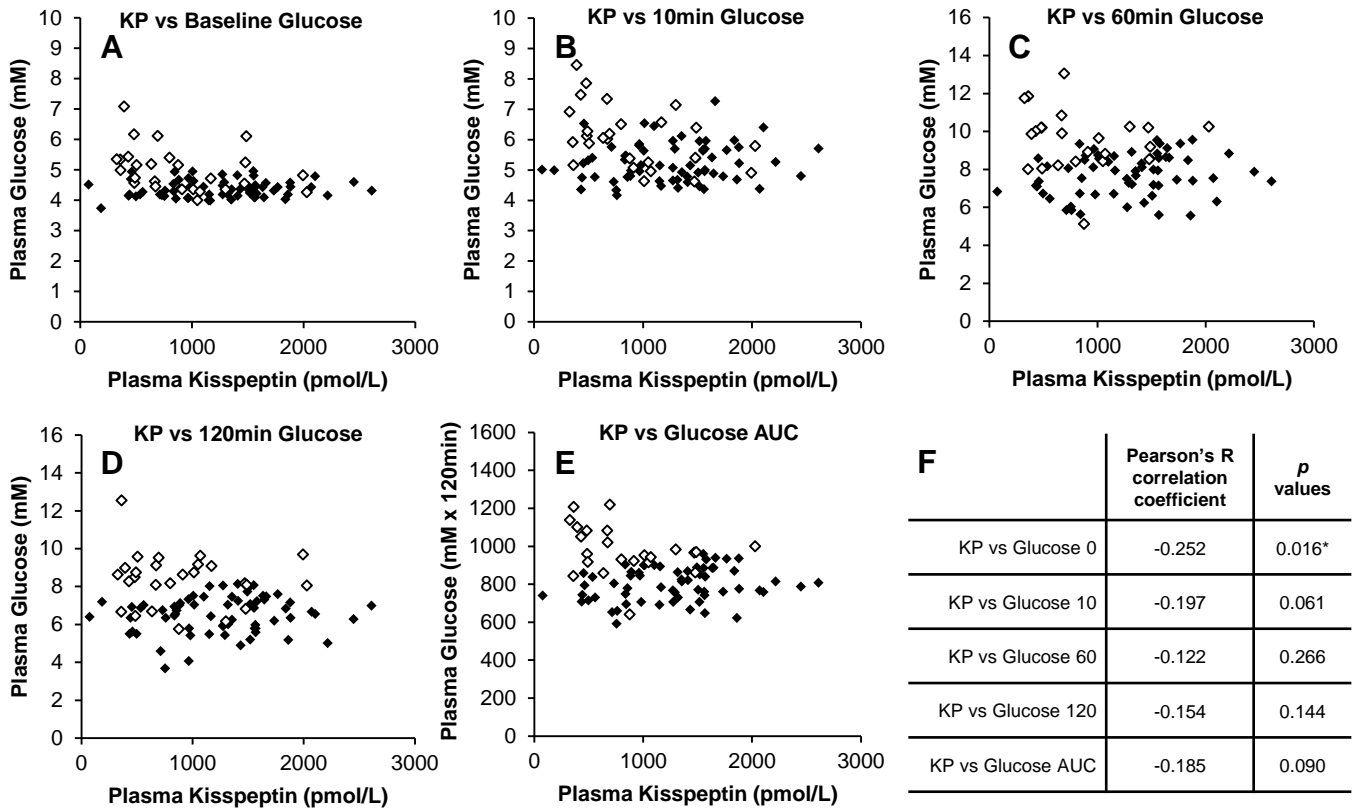 KP vs Baseline Glucose
A
Plasma Glucose (mM)
10
9
8
7
6
5
4
3
2
1
0
0 1000 2000 3000
Plasma Kisspeptin (pmol/L)
KP vs 10min Glucose
B
Plasma Glucose (mM)
10
9
8
7
6
5
4
3
2
1
0
0 1000 2000 3000
Plasma Kisspeptin (pmol/L)
KP vs 60min Glucose
C
Plasma Glucose (mM)
16
14
12
10
8
6
4
2
0
0 1000 2000 3000
Plasma Kisspeptin (pmol/L)
KP vs 120min Glucose
D
Plasma Glucose (mM)
16
14
12
10
8
6
4
2
0
0 1000 2000 3000
Plasma Kisspeptin (pmol/L)
KP vs Glucose AUC
E
Plasma Glucose (mM x 120min)
1600
1400
1200
1000
800
600
400
200
0
0 1000 2000 3000
Plasma Kisspeptin (pmol/L)
F
Pearson's R
correlation
coefficient
p
values
KP vs Glucose 0 -0.252 0.016*
KP vs Glucose 10 -0.197 0.061
KP vs Glucose 60 -0.122 0.266
KP vs Glucose 120 -0.154 0.144
KP vs Glucose AUC -0.185 0.090